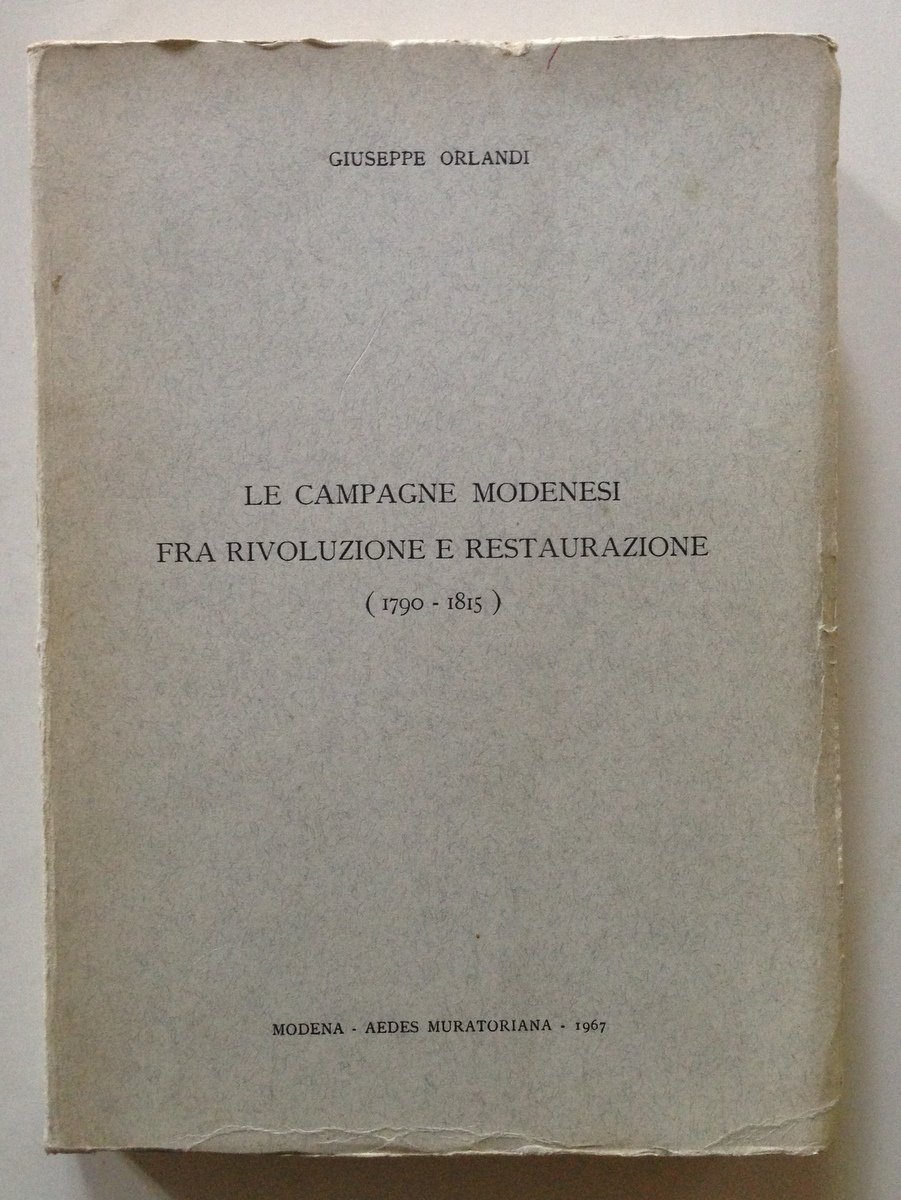 GIUSEPPE ORLANDI
LE CAMPAGNE MODENESI
FRA RIVOLUZIONE E RESTAURAZIONE
( 1790 - 1815 )
MODENA - AEDES MURATORIANA - 1967